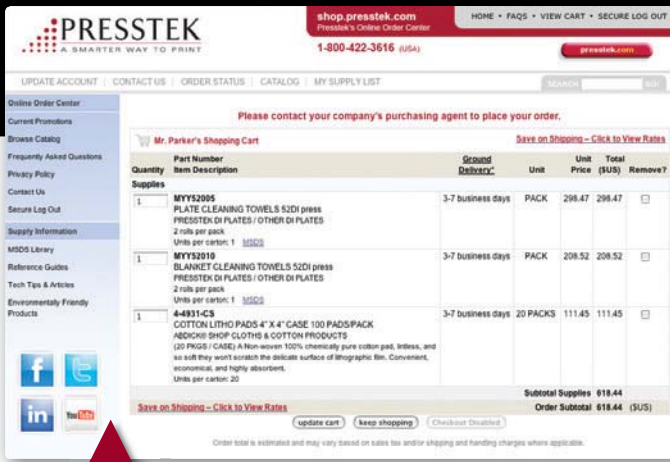 PRESSTEK
A SMARTER WAY TO PRINT
shop.presstek.com
Presstek's Online Order Center
HOME • FAQS • VIEW CART • SECURE LOG OUT
1-800-422-3616 (USA)
presstek.com
UPDATE ACCOUNT | CONTACT US | ORDER STATUS | CATALOG | MY SUPPLY LIST
SEARCH
GO!
Online Order Center
Current Promotions
Browse Catalog
Frequently Asked Questions
Privacy Policy
Contact Us
Secure Log Out
Supply Information
MSDS Library
Reference Guides
Tech Tips & Articles
Environmentally Friendly
Products
f
t
in
You Tube
Please contact your company's purchasing agent to place your order.
Mr. Parker's Shopping Cart
Save on Shipping – Click to View Rates
Quantity Part Number Item Description Ground Delivery* Unit Unit Price Total ($US) Remove?
Supplies
1 MYY52005 3-7 business days PACK 298.47 298.47
PLATE CLEANING TOWELS 52DI press
PRESSTEK DI PLATES / OTHER DI PLATES
2 rolls per pack
Units per carton: 1 MSDS
1 MYY52010 3-7 business days PACK 208.52 208.52
BLANKET CLEANING TOWELS 52DI press
PRESSTEK DI PLATES / OTHER DI PLATES
2 rolls per pack
Units per carton: 1 MSDS
1 4-4931-CS 3-7 business days 20 PACKS 111.45 111.45
COTTON LITHO PADS 4" X 4" CASE 100 PADS/PACK
ABDICK® SHOP CLOTHS & COTTON PRODUCTS
(20 PKGS / CASE) A Non-woven 100% chemically pure cotton pad, lintless, and
so soft they won't scratch the delicate surface of lithographic film. Convenient,
economical, and highly absorbent.
Units per carton: 20
Subtotal Supplies 618.44
Save on Shipping – Click to View Rates
Order Subtotal 618.44 ($US)
update cart
keep shopping
Checkout Disabled
Order total is estimated and may vary based on sales tax and/or shipping and handling charges where applicable.